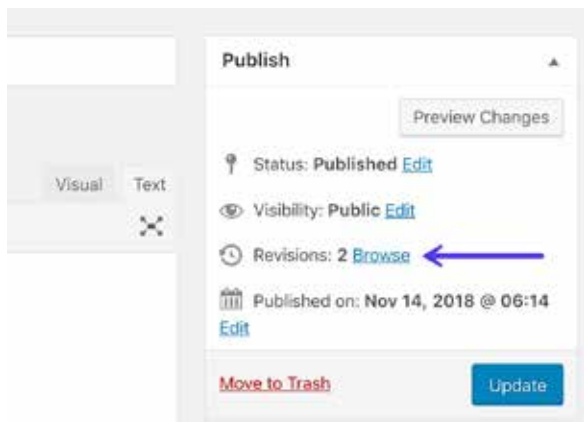 Publish
Preview Changes
Visual Text
Status: Published Edit
Visibility: Public Edit
Revisions: 2 Browse
Published on: Nov 14, 2018 @ 06:14
Edit
Move to Trash
Update